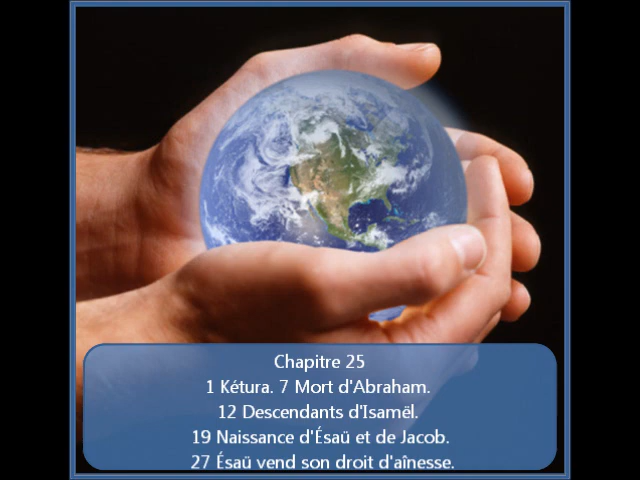 Chapitre 25
1 Kétura. 7 Mort d'Abraham.
12 Descendants d'Isamël.
19 Naissance d'Ésaü et de Jacob.
27 Ésaü vend son droit d'aînesse.